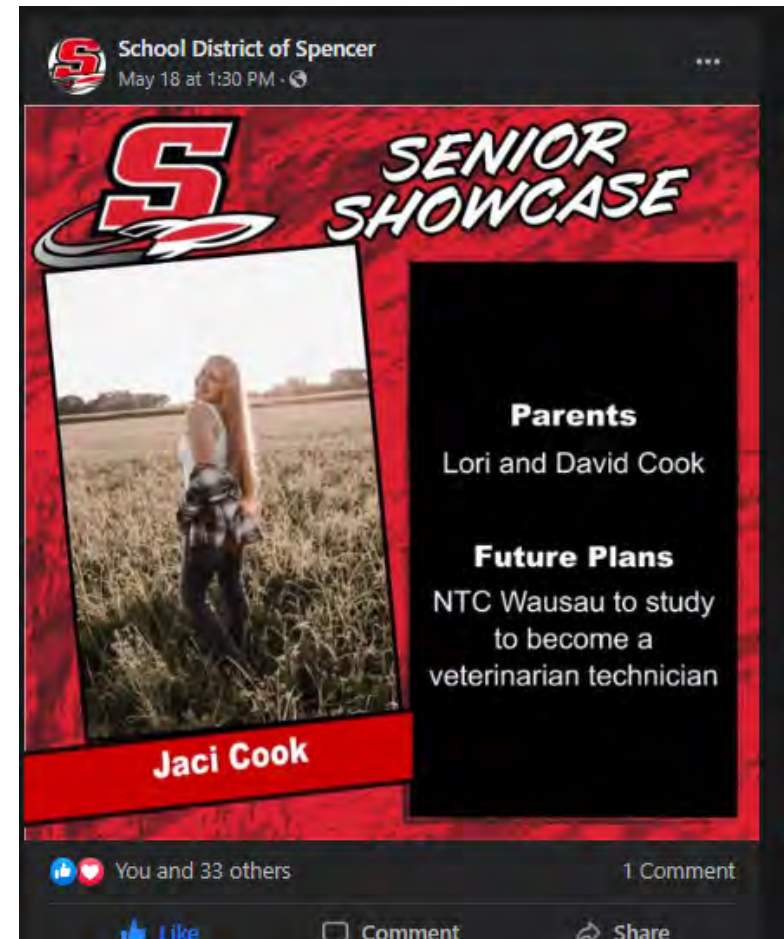 School District of Spencer
May 18 at 1:30 PM ·
S
S
SENIOR
SHOWCASE
Parents
Lori and David Cook
Future Plans
NTC Wausau to study
to become a
veterinarian technician
Jaci Cook
You and 33 others
1 Comment
Like
Comment
Share